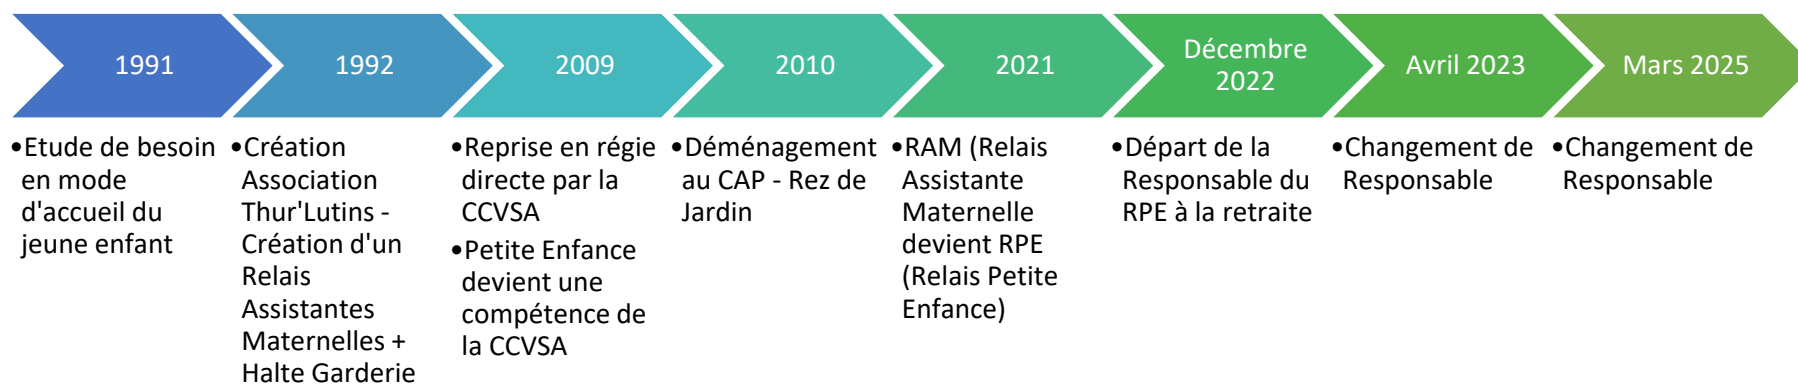 1991
•Etude de besoin
en mode
d'accueil du
jeune enfant
1992
•Création
Association
Thur'Lutins -
Création d'un
Relais
Assistantes
Maternelles +
Halte Garderie
2009
•Reprise en régie
directe par la
CCVSA
•Petite Enfance
devient une
compétence de
la CCVSA
2010
•Déménagement
au CAP - Rez de
Jardin
2021
•RAM (Relais
Assistante
Maternelle
devient RPE
(Relais Petite
Enfance)
Décembre
2022
•Départ de la
Responsable du
RPE à la retraite
Avril 2023
•Changement de
Responsable
Mars 2025
•Changement de
Responsable